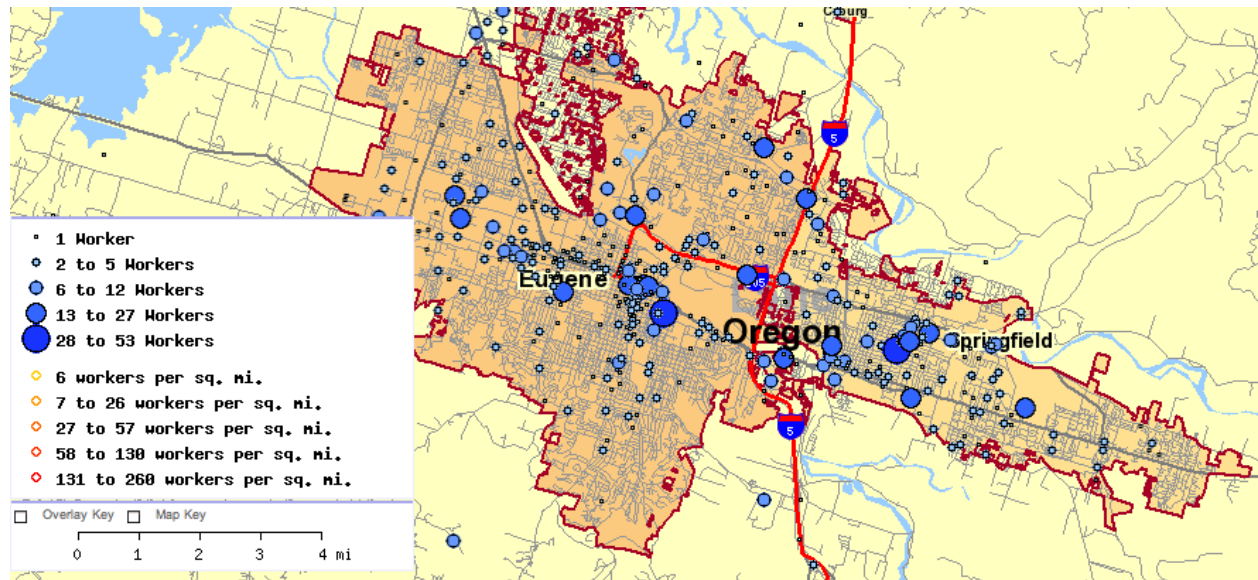 Coburg
5
Eugene
Oregon
Springfield
5
1 Worker
2 to 5 Workers
6 to 12 Workers
13 to 27 Workers
28 to 53 Workers
6 workers per sq. mi.
7 to 26 workers per sq. mi.
27 to 57 workers per sq. mi.
58 to 130 workers per sq. mi.
131 to 260 workers per sq. mi.
Overlay Key Map Key
0 1 2 3 4 mi